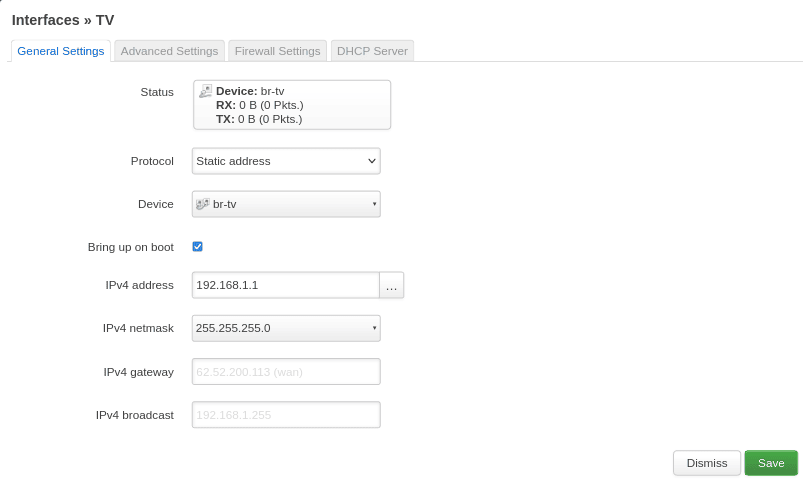 Interfaces » TV
General Settings Advanced Settings Firewall Settings DHCP Server
Status
Device: br-tv
RX: 0 B (0 Pkts.)
TX: 0 B (0 Pkts.)
Protocol Static address
Device br-tv
Bring up on boot
IPv4 address 192.168.1.1 ...
IPv4 netmask 255.255.255.0
IPv4 gateway 62.52.200.113 (wan)
IPv4 broadcast 192.168.1.255
Dismiss Save